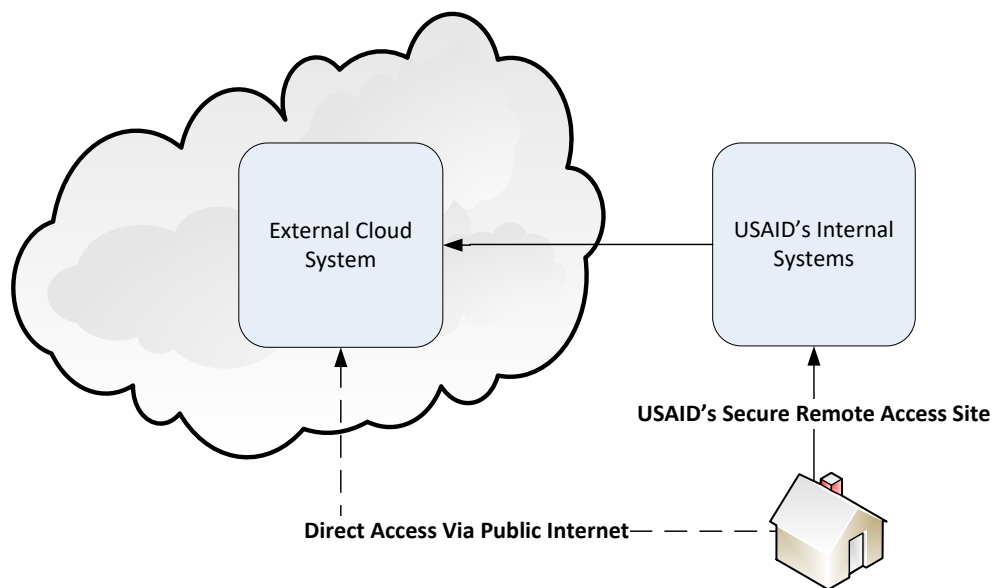 External Cloud
System
USAID’s Internal
Systems
USAID’s Secure Remote Access Site
Direct Access Via Public Internet